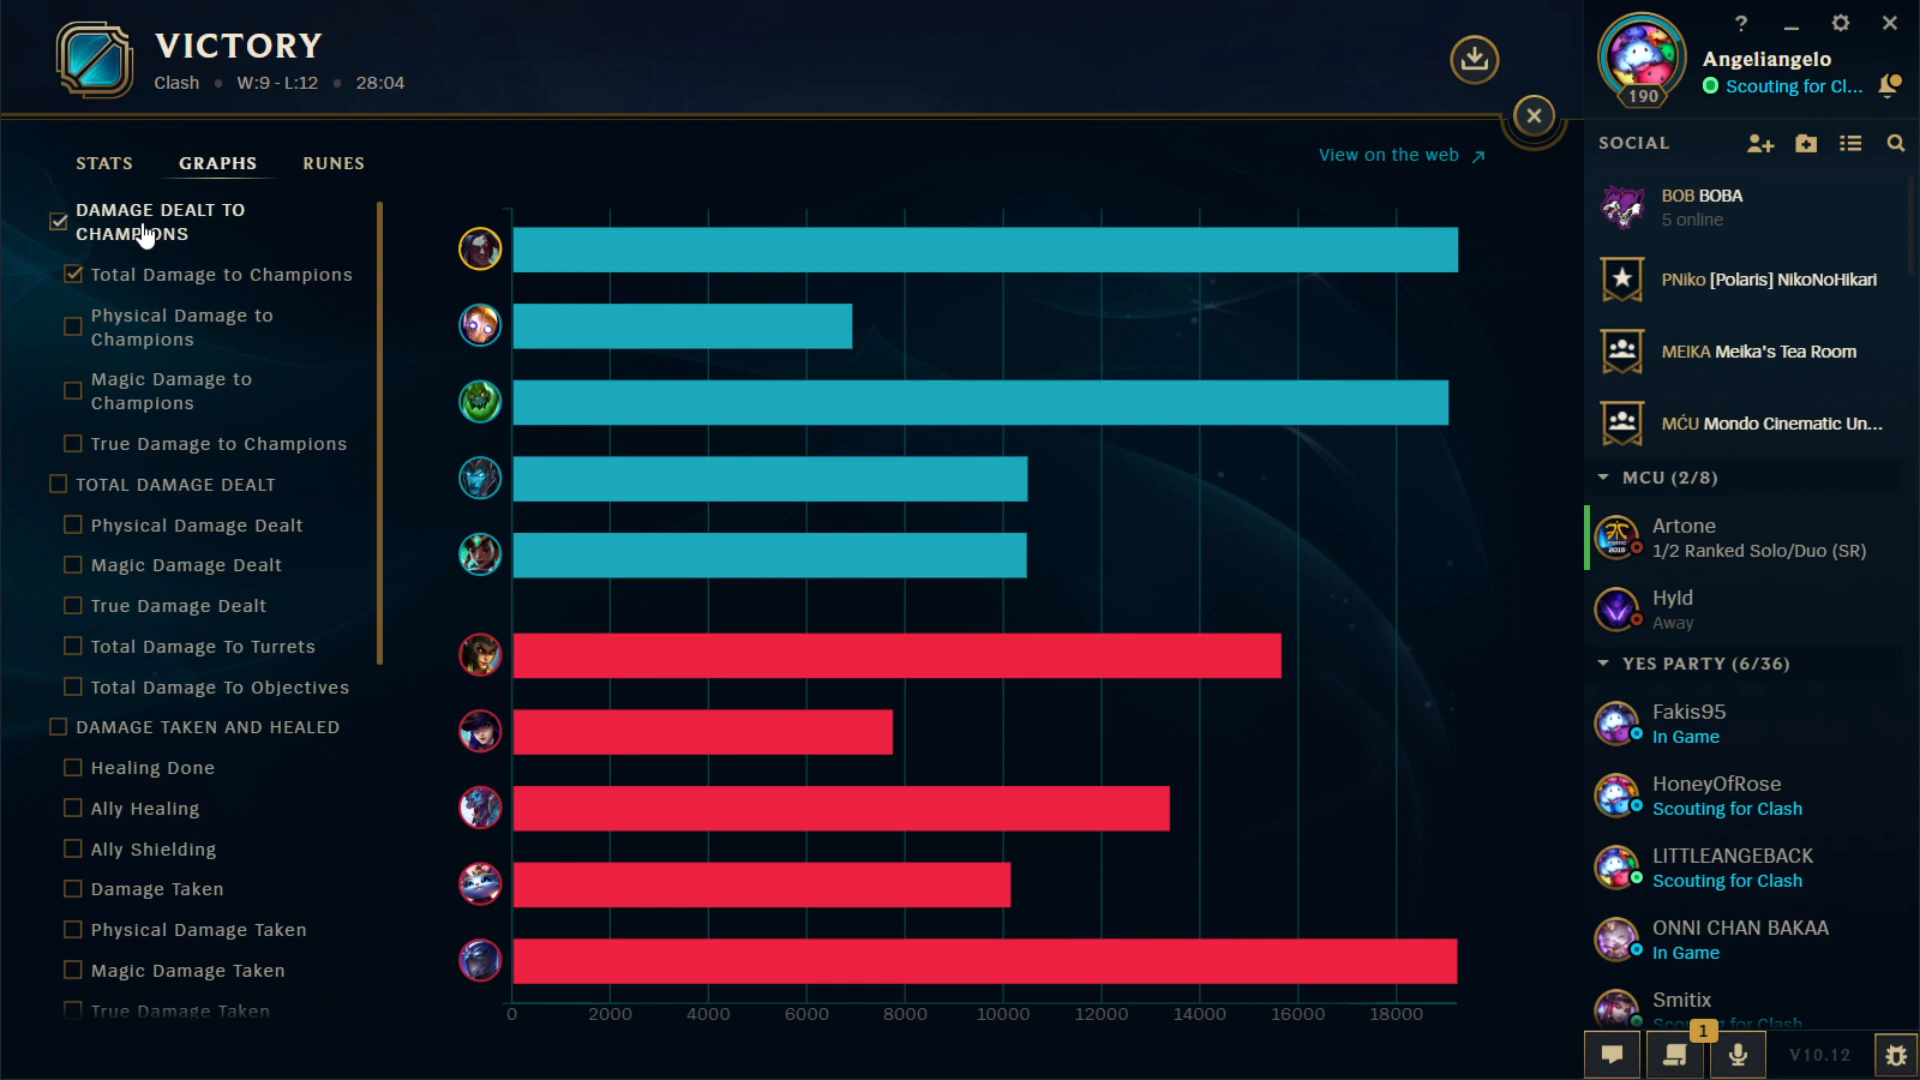 VICTORY
Clash • W:9 - L:12 • 28:04
STATS GRAPHS RUNES
View on the web
DAMAGE DEALT TO
CHAMPIONS
Total Damage to Champions
Physical Damage to
Champions
Magic Damage to
Champions
True Damage to Champions
TOTAL DAMAGE DEALT
Physical Damage Dealt
Magic Damage Dealt
True Damage Dealt
Total Damage To Turrets
Total Damage To Objectives
DAMAGE TAKEN AND HEALED
Healing Done
Ally Healing
Ally Shielding
Damage Taken
Physical Damage Taken
Magic Damage Taken
True Damage Taken
0 2000 4000 6000 8000 10000 12000 14000 16000 18000
?
190
Angeliangelo
Scouting for Cl...
SOCIAL
BOB BOBA
5 online
PNiko [Polaris] NikoNoHikari
MEIKA Meika's Tea Room
MĆU Mondo Cinematic Un...
MCU (2/8)
Artone
1/2 Ranked Solo/Duo (SR)
Hyld
Away
YES PARTY (6/36)
Fakis95
In Game
HoneyOfRose
Scouting for Clash
LITTLEANGEBACK
Scouting for Clash
ONNI CHAN BAKAA
In Game
Smitix
Scouting for Clash
1
V10.12